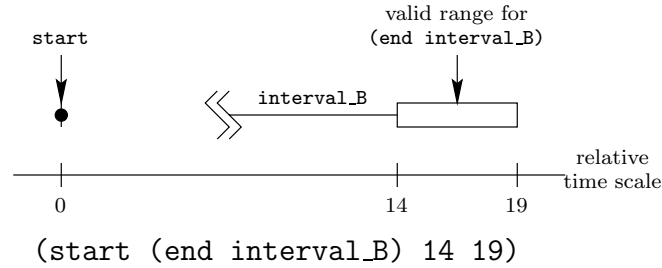 valid range for
(end interval_B)
start
interval_B
relative
time scale
0 14 19
(start (end interval_B) 14 19)